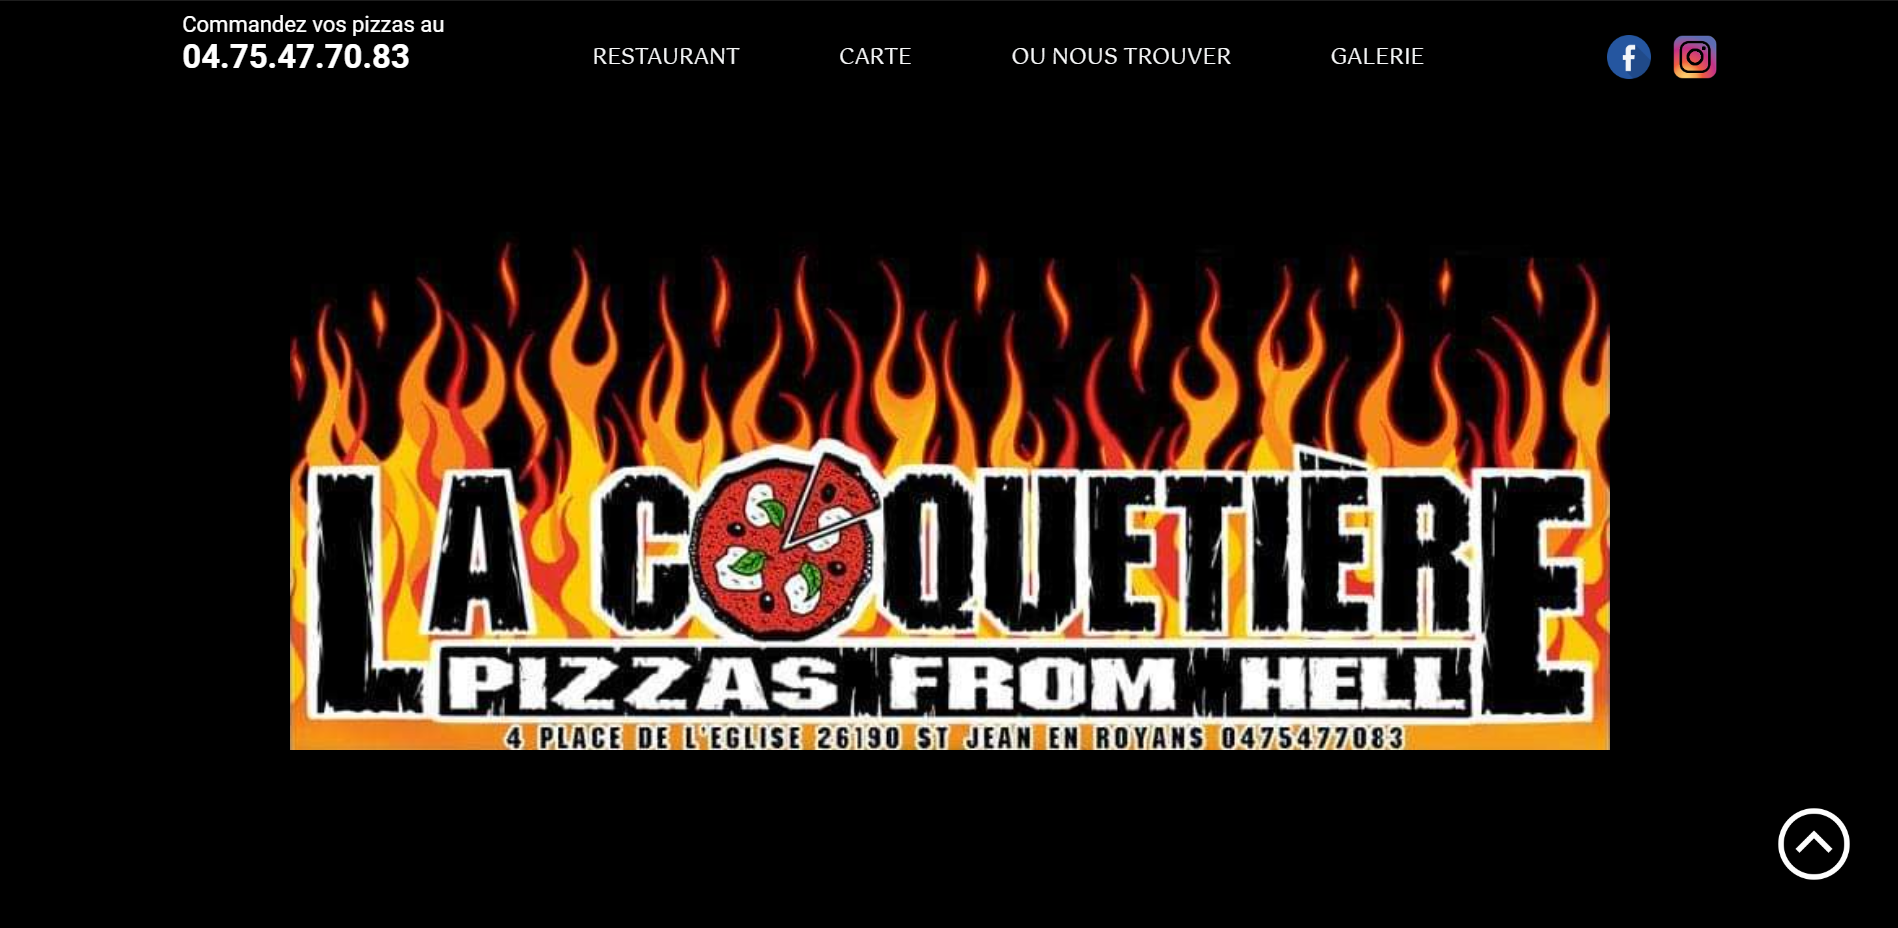 Commandez vos pizzas au
04.75.47.70.83
RESTAURANT
CARTE
OU NOUS TROUVER
GALERIE
LA COQUETIÈRE
PIZZAS FROM HELL
4 PLACE DE L'EGLISE 26190 ST JEAN EN ROYANS 0475477083